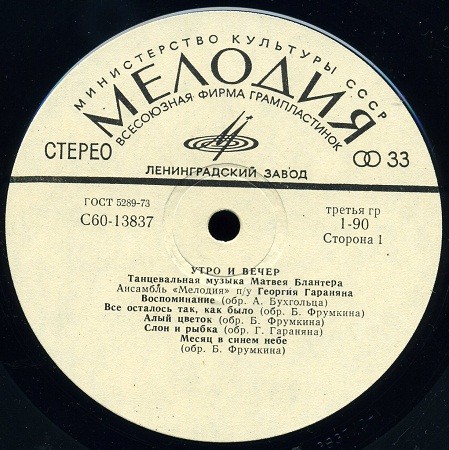 МИНИСТЕРСТВО КУЛЬТУРЫ СССР
МЕЛОДИЯ
ВСЕСОЮЗНАЯ ФИРМА ГРАМПЛАСТИНОК
СТЕРЕО
33
ЛЕНИНГРАДСКИЙ ЗАВОД
ГОСТ 5289-73
С60-13837
третья гр
1-90
Сторона 1
УТРО И ВЕЧЕР
Танцевальная музыка Матвея Блантера
Ансамбль «Мелодия» п/у Георгия Гараняна
Воспоминание (обр. А. Бухгольца)
Все осталось так, как было (обр. Б. Фрумкина)
Алый цветок (обр. Б. Фрумкина)
Слон и рыбка (обр. Г. Гараняна)
Месяц в синем небе
(обр. Б. Фрумкина)